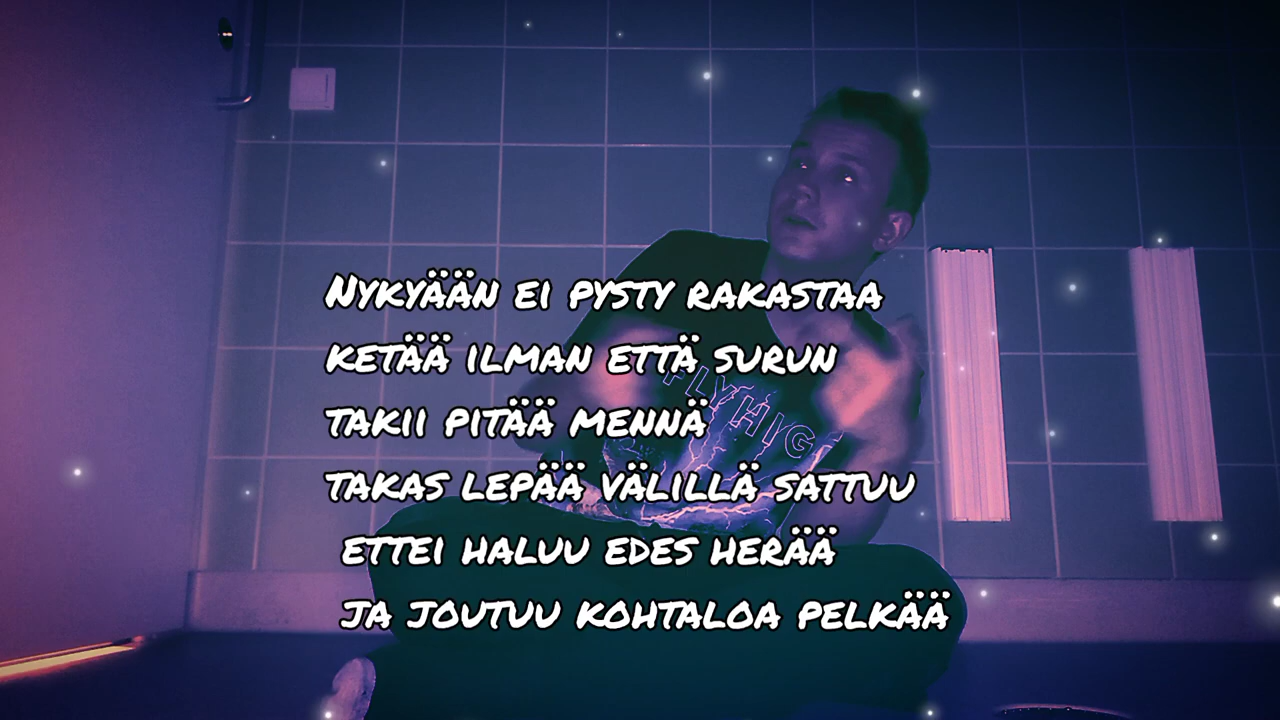 Nykyään ei pysty rakastaa
ketää ilman että surun
takii pitää mennä
takas lepää välillä sattuu
ettei haluu edes herää
ja joutuu kohtaloa pelkää
FLYHIG